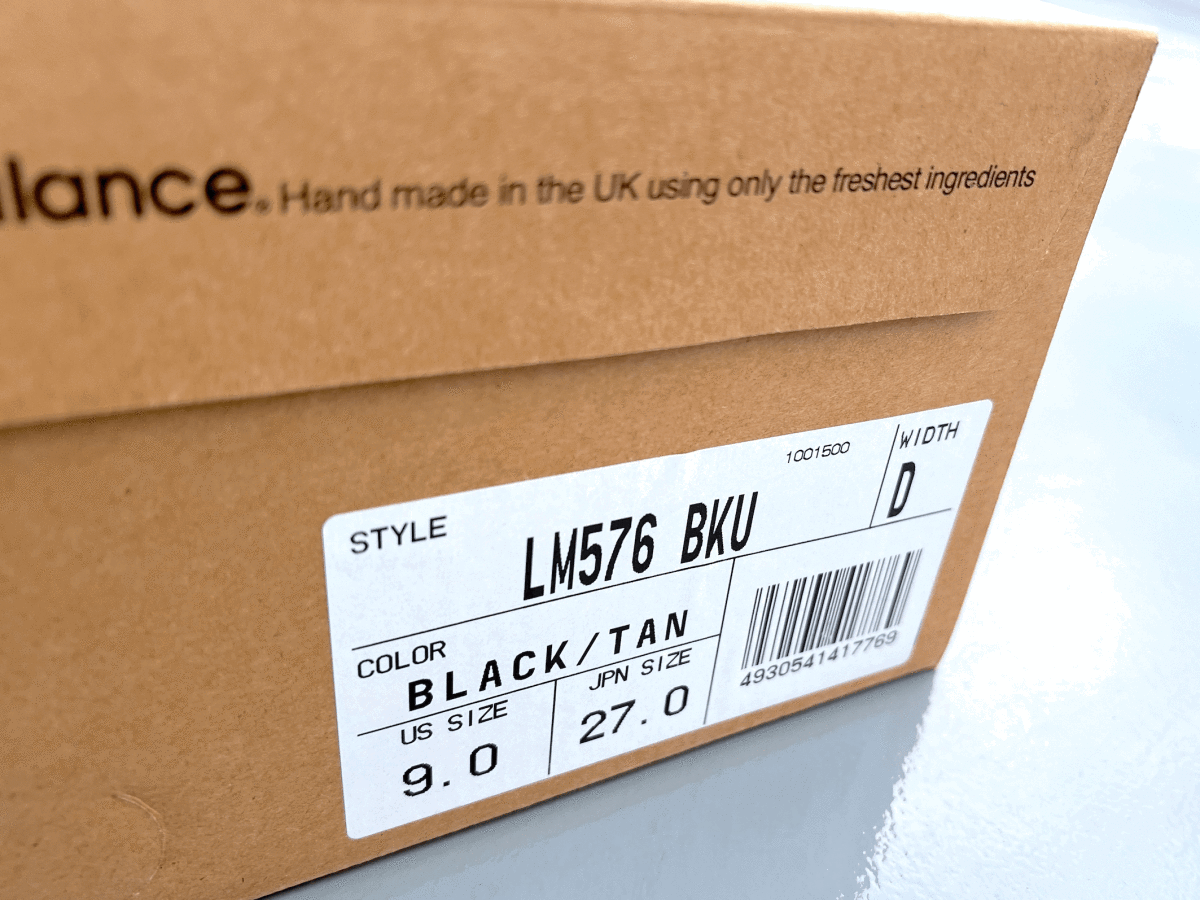 alance. Hand made in the UK using only the freshest ingredients
1001500
STYLE
LM576 BKU
WIDTH
D
COLOR
BLACK/TAN
US SIZE
9.0
JPN SIZE
27.0
4930541417769